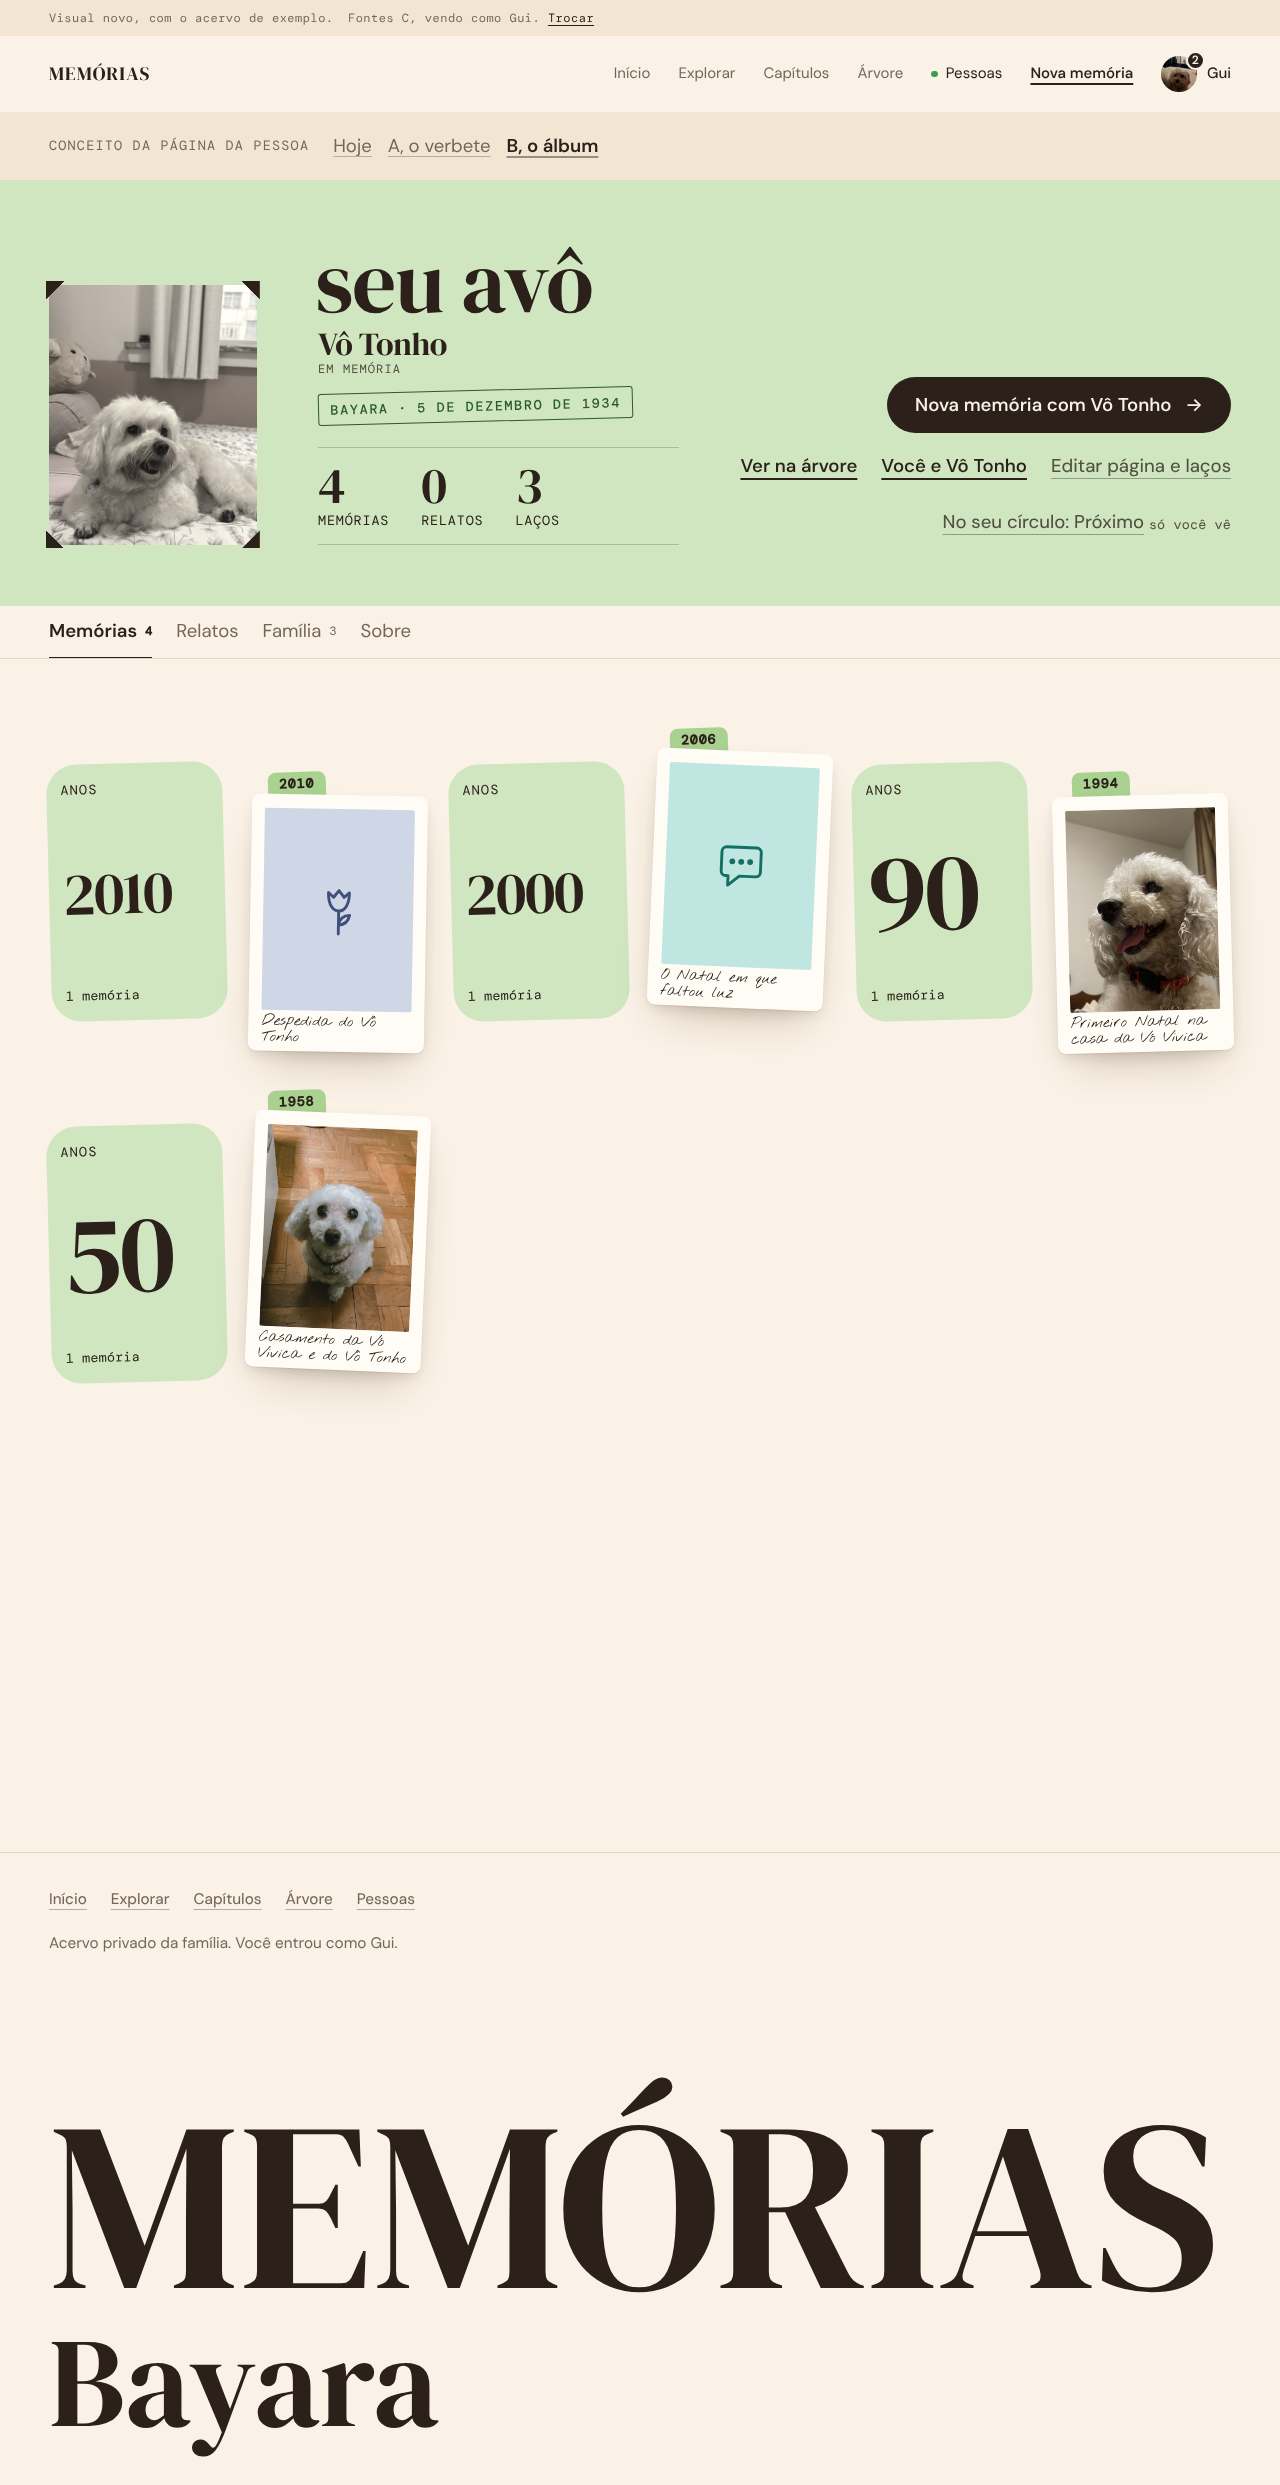 Visual novo, com o acervo de exemplo. Fontes C, vendo como Gui. Trocar
MEMÓRIAS
Início Explorar Capítulos Árvore Pessoas Nova memória 2 Gui
CONCEITO DA PÁGINA DA PESSOA Hoje A, o verbete B, o álbum
seu avô
Vô Tonho
EM MEMÓRIA
BAYARA · 5 DE DEZEMBRO DE 1934
4 0 3
MEMÓRIAS RELATOS LAÇOS
Nova memória com Vô Tonho →
Ver na árvore Você e Vô Tonho Editar página e laços
No seu círculo: Próximo só você vê
Memórias 4 Relatos Família 3 Sobre
ANOS
2010
1 memória
2010
Despedida do Vô
Tonho
ANOS
2000
1 memória
2006
O Natal em que
faltou luz
ANOS
90
1 memória
1994
Primeiro Natal na
casa da Vó Vivica
ANOS
50
1 memória
1958
Casamento da Vó
Vivica e do Vô Tonho
Início Explorar Capítulos Árvore Pessoas
Acervo privado da família. Você entrou como Gui.
MEMÓRIAS
Bayara